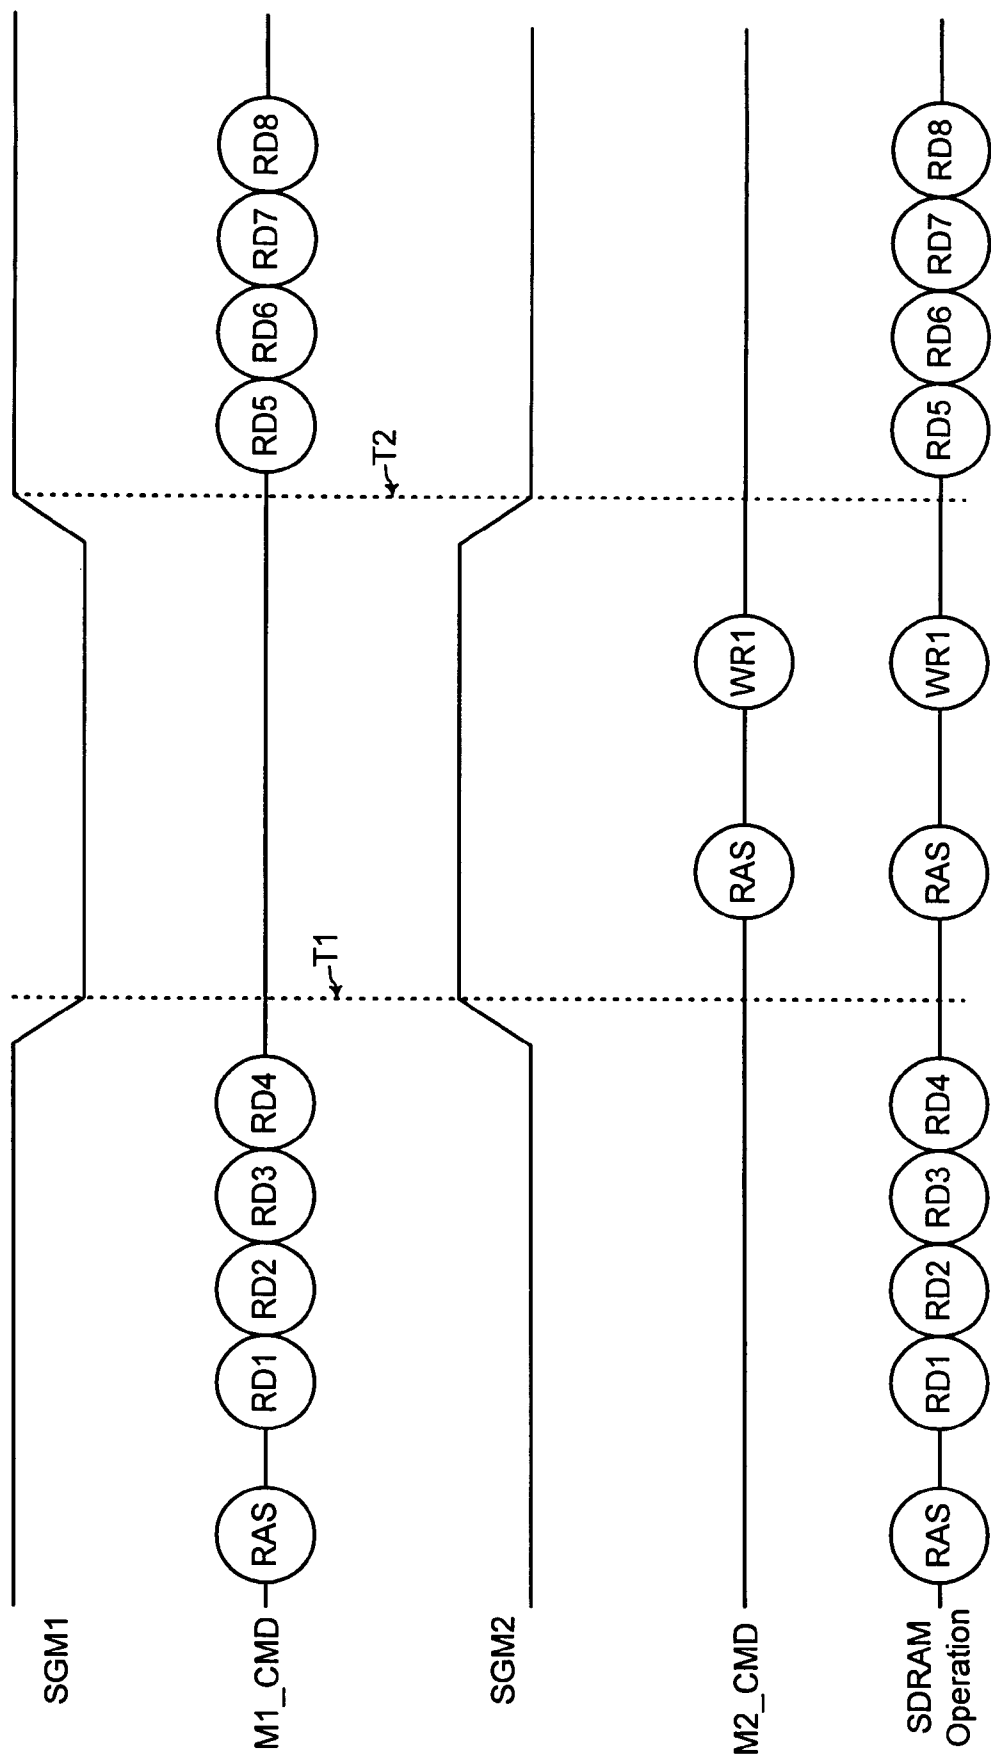 SGM1
M1_CMD
RAS RD1 RD2 RD3 RD4 RD5 RD6 RD7 RD8
T1
T2
SGM2
M2_CMD
RAS WR1
SDRAM
Operation
RAS RD1 RD2 RD3 RD4 RAS WR1 RD5 RD6 RD7 RD8